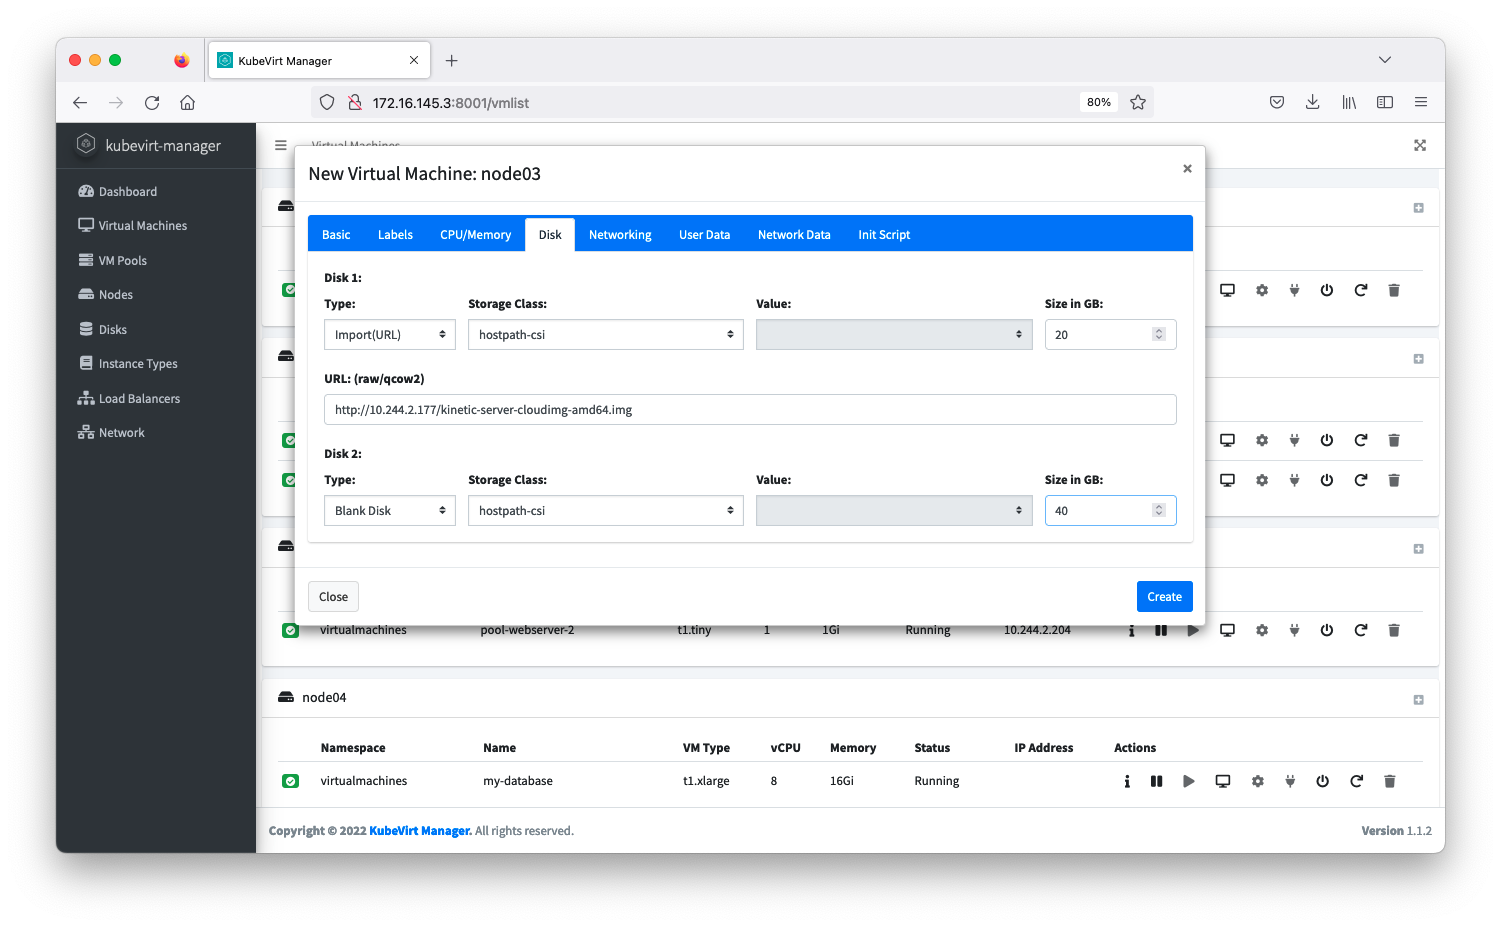 KubeVirt Manager
172.16.145.3:8001/vmlist
80%
kubevirt-manager
Virtual Machines
Dashboard
Virtual Machines
VM Pools
Nodes
Disks
Instance Types
Load Balancers
Network
New Virtual Machine: node03
×
Basic Labels CPU/Memory Disk Networking User Data Network Data Init Script
Disk 1:
Type: Storage Class: Value: Size in GB:
Import(URL) hostpath-csi 20
URL: (raw/qcow2)
http://10.244.2.177/kinetic-server-cloudimg-amd64.img
Disk 2:
Type: Storage Class: Value: Size in GB:
Blank Disk hostpath-csi 40
Close Create
virtualmachines pool-webserver-2 t1.tiny 1 1Gi Running 10.244.2.204
node04
Namespace Name VM Type vCPU Memory Status IP Address Actions
virtualmachines my-database t1.xlarge 8 16Gi Running
Copyright © 2022 KubeVirt Manager. All rights reserved.
Version 1.1.2